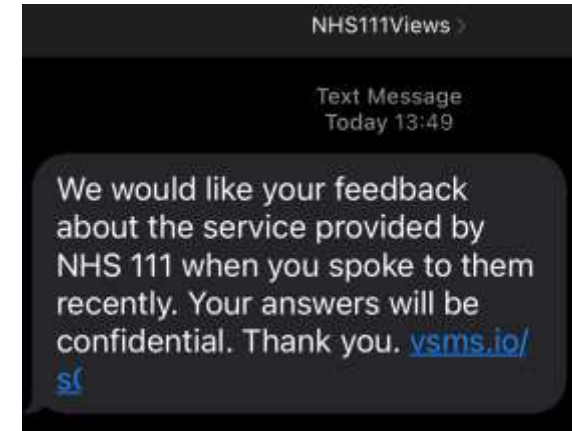 NHS111Views >
Text Message
Today 13:49
We would like your feedback
about the service provided by
NHS 111 when you spoke to them
recently. Your answers will be
confidential. Thank you. vsms.io/
s(